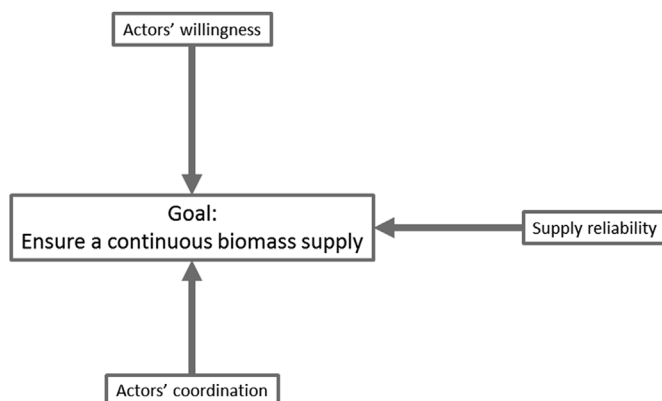 Actors’ willingness
Goal:
Ensure a continuous biomass supply
Supply reliability
Actors’ coordination